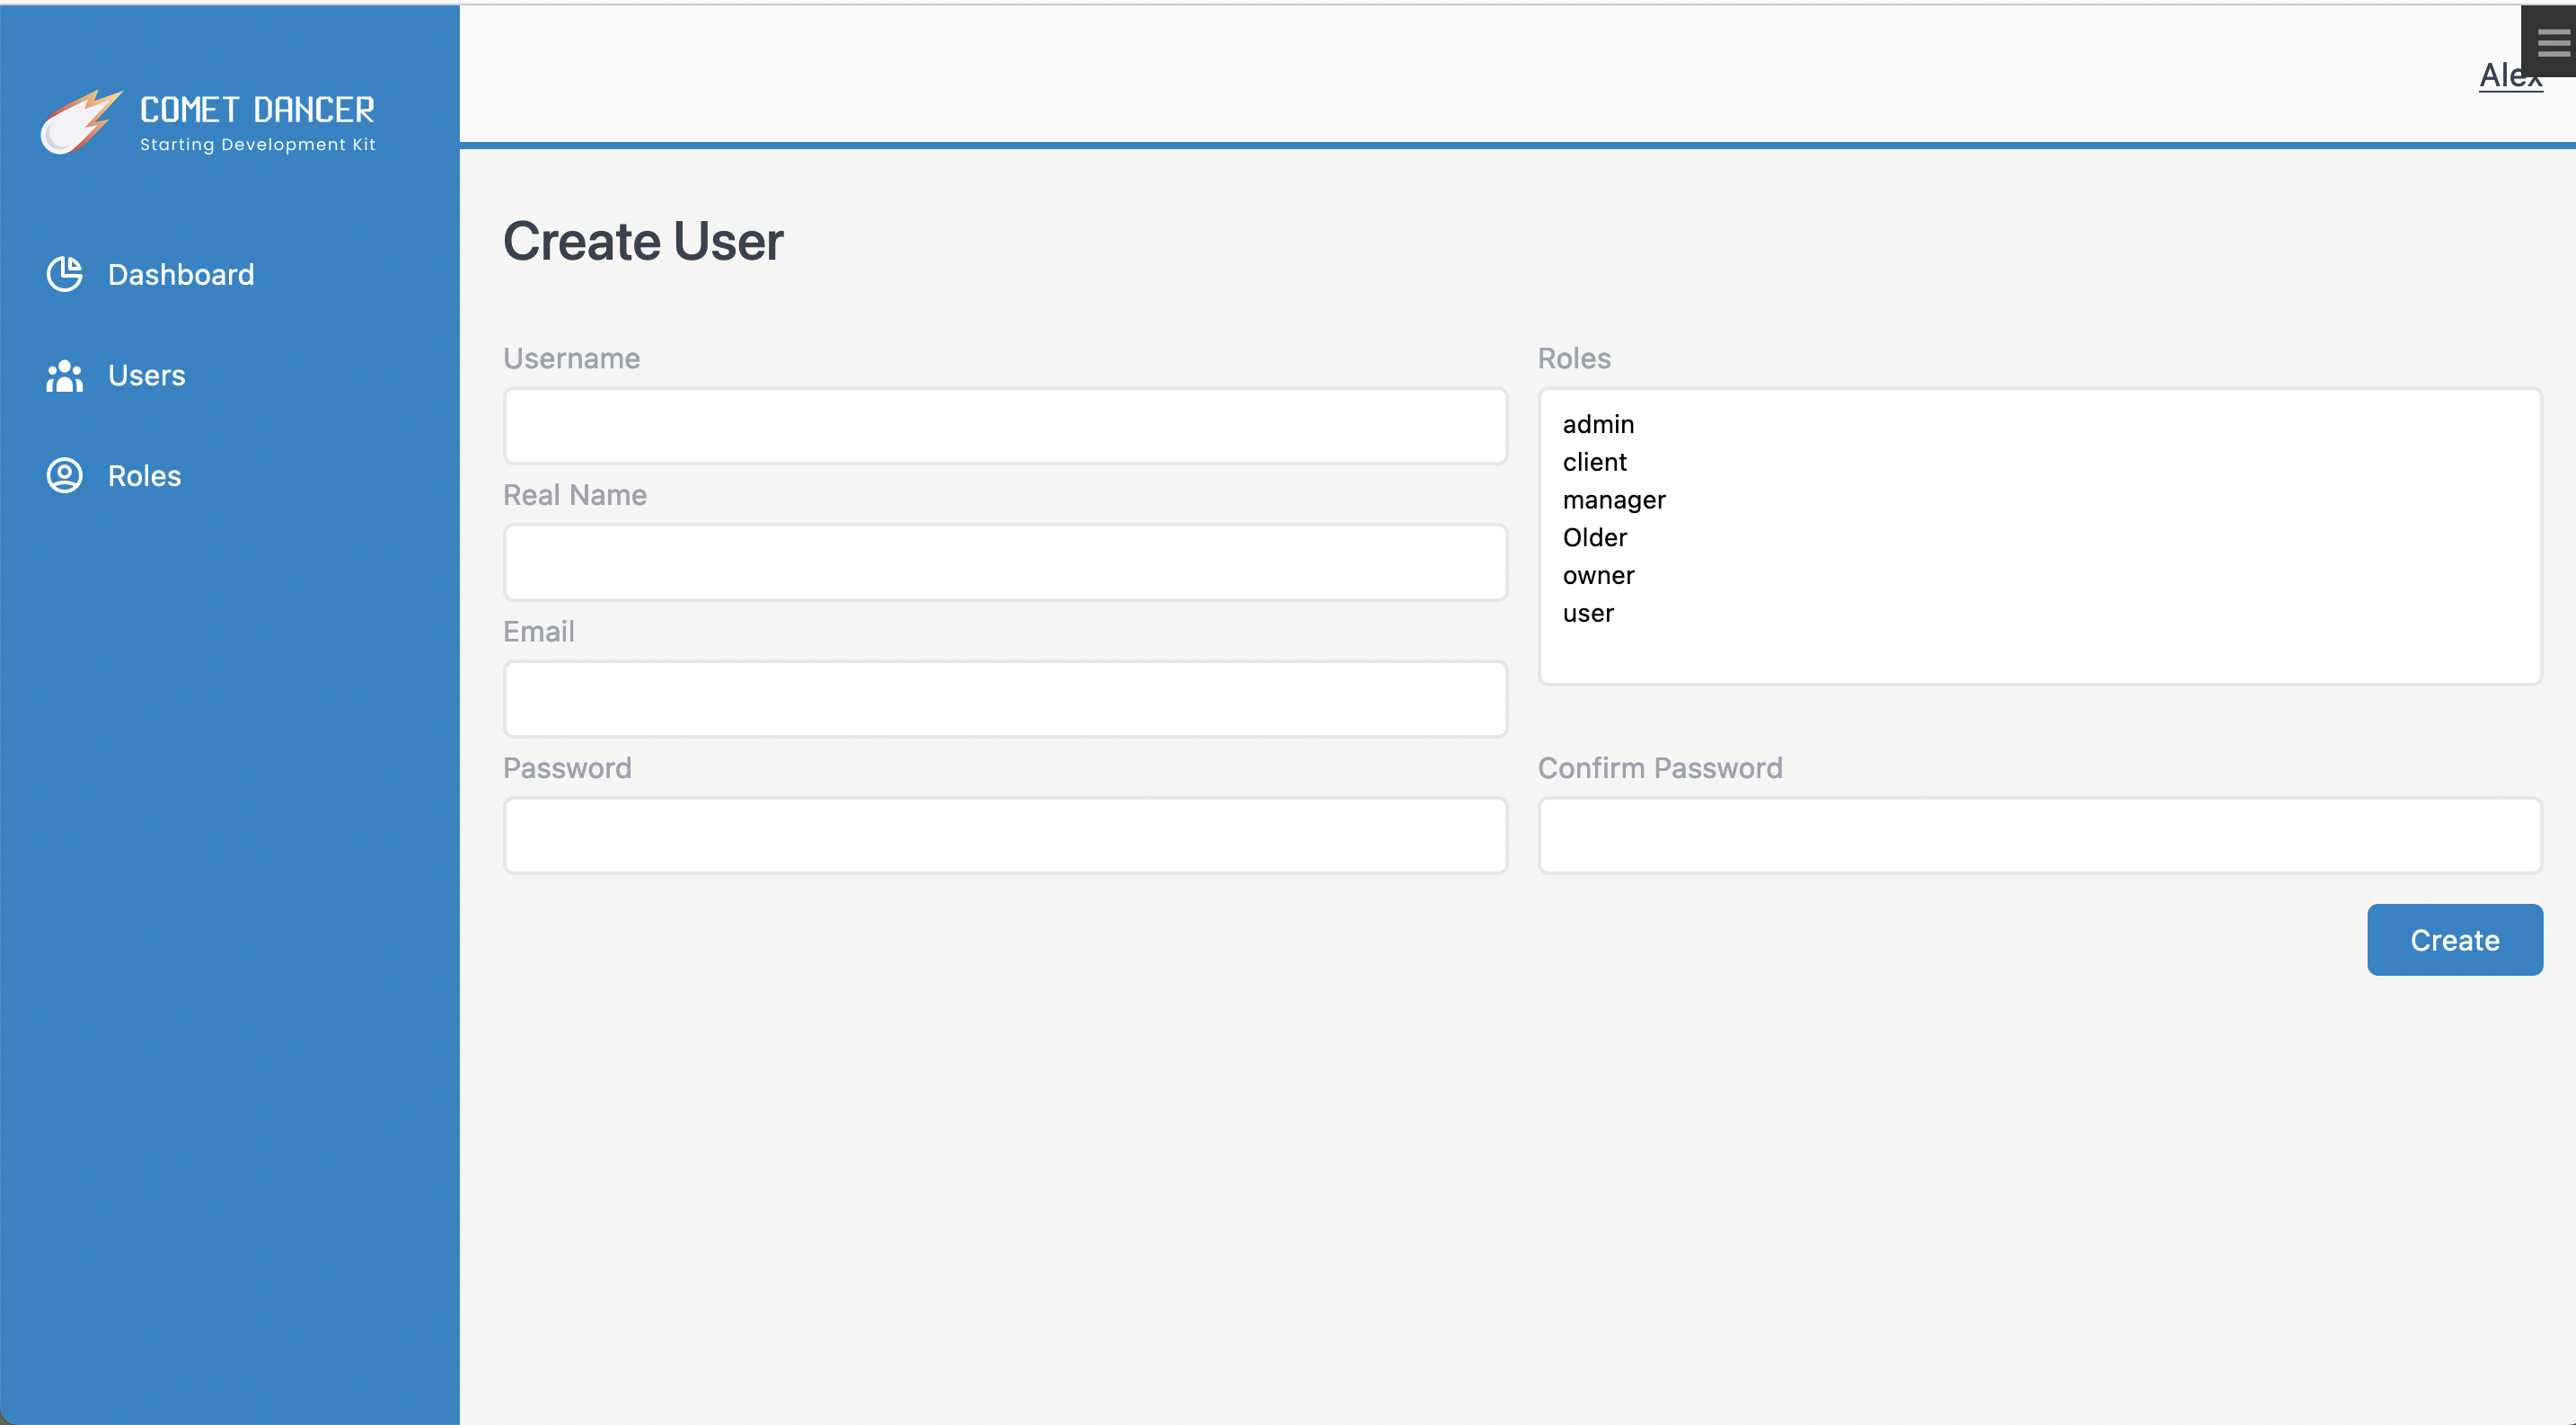 COMET DANCER
Starting Development Kit
Dashboard
Users
Roles
Alex
Create User
Username
Real Name
Email
Password
Roles
admin
client
manager
Older
owner
user
Confirm Password
Create